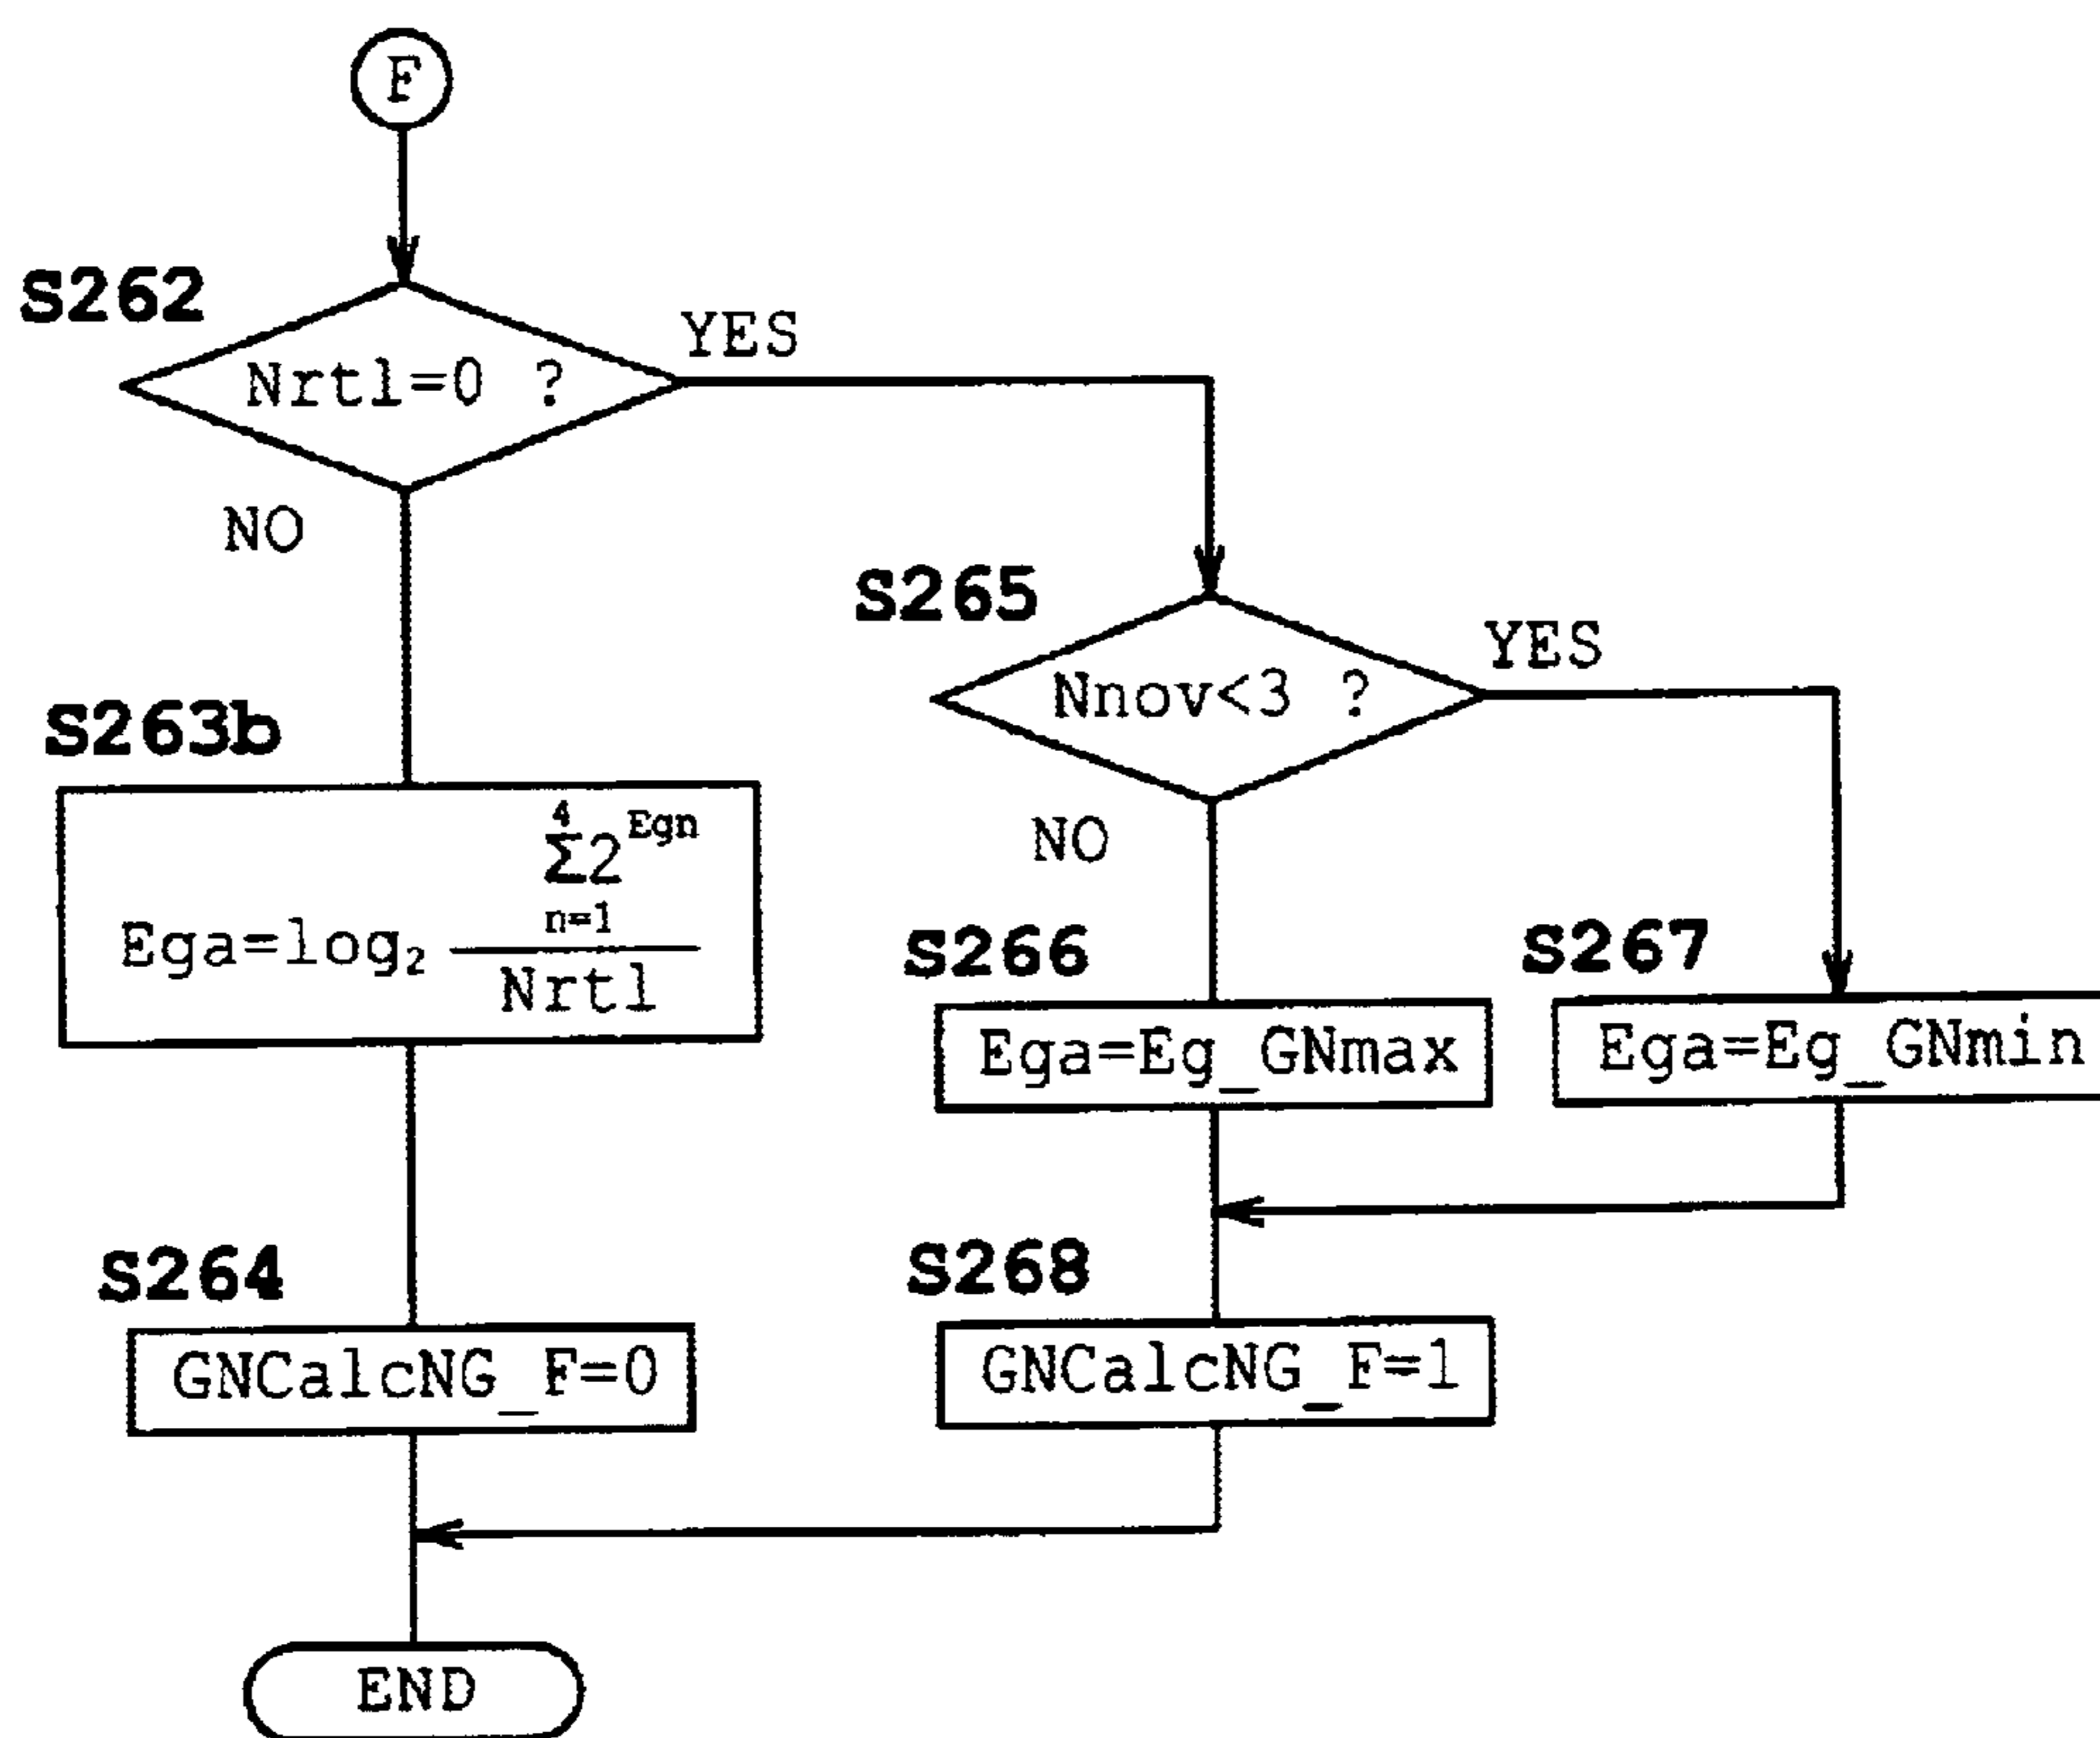 F
S262
Nrtl=0 ?
YES
NO
S265
Nnov<3 ?
YES
NO
S263b
Ega=log₂ 4 Σ2^Egn n=1 / Nrtl
S266
Ega=Eg_GNmax
S267
Ega=Eg_GNmin
S264
GNCalcNG_F=0
S268
GNCalcNG_F=1
END